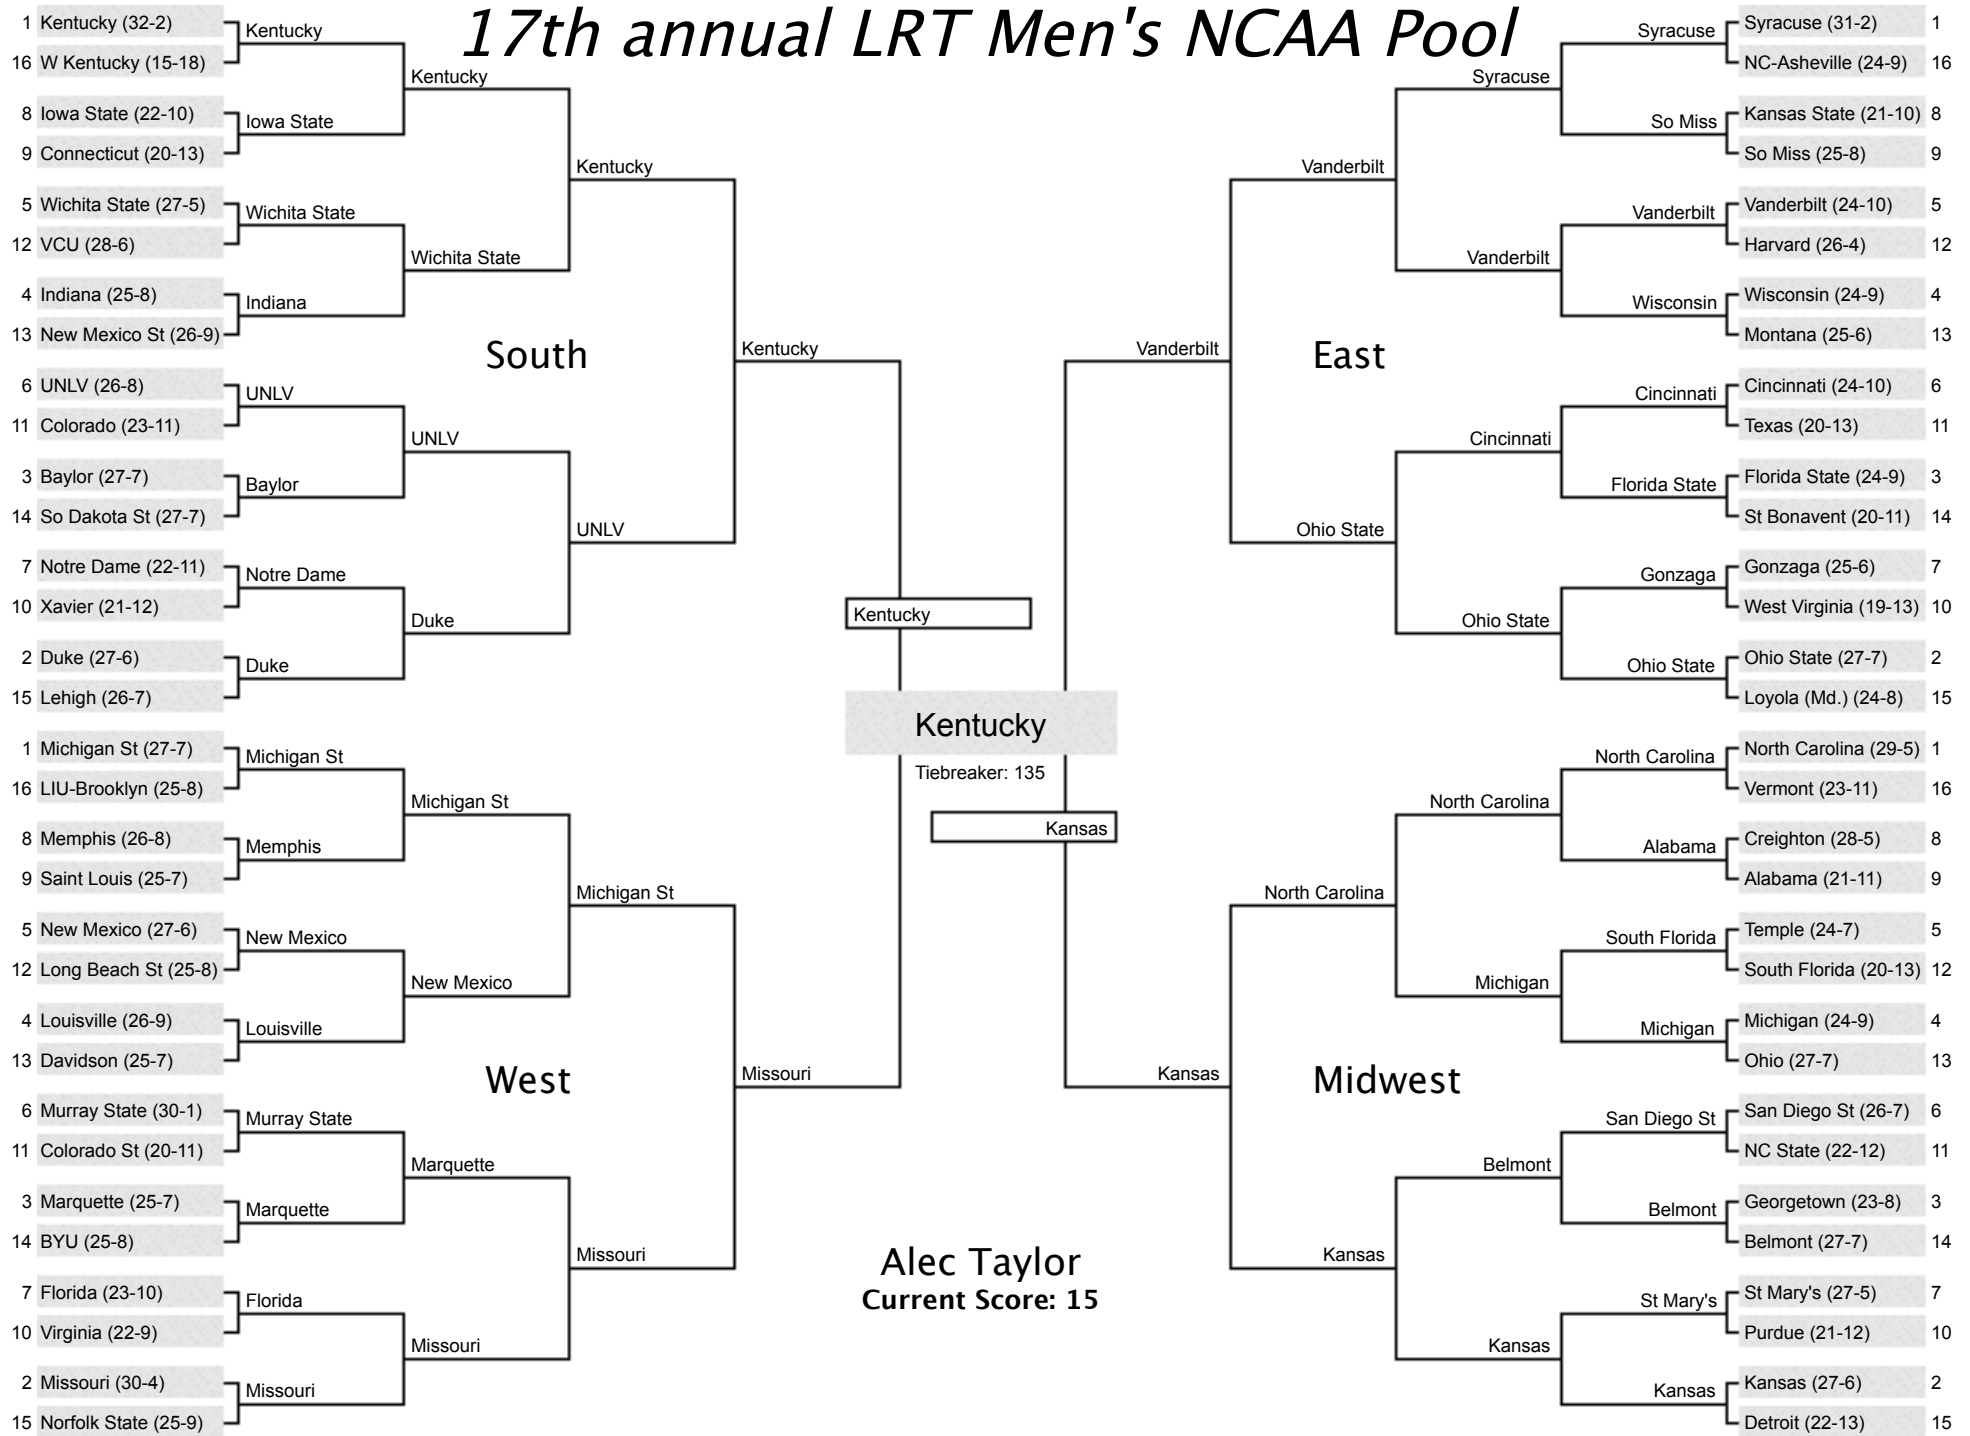 17th annual LRT Men's NCAA Pool
1 Kentucky (32-2)
16 W Kentucky (15-18)
8 Iowa State (22-10)
9 Connecticut (20-13)
5 Wichita State (27-5)
12 VCU (28-6)
4 Indiana (25-8)
13 New Mexico St (26-9)
6 UNLV (26-8)
11 Colorado (23-11)
3 Baylor (27-7)
14 So Dakota St (27-7)
7 Notre Dame (22-11)
10 Xavier (21-12)
2 Duke (27-6)
15 Lehigh (26-7)
Kentucky
Iowa State
Wichita State
Indiana
UNLV
Baylor
Notre Dame
Duke
Kentucky
Wichita State
UNLV
Duke
Kentucky
UNLV
South
Kentucky
1 Michigan St (27-7)
16 LIU-Brooklyn (25-8)
8 Memphis (26-8)
9 Saint Louis (25-7)
5 New Mexico (27-6)
12 Long Beach St (25-8)
4 Louisville (26-9)
13 Davidson (25-7)
6 Murray State (30-1)
11 Colorado St (20-11)
3 Marquette (25-7)
14 BYU (25-8)
7 Florida (23-10)
10 Virginia (22-9)
2 Missouri (30-4)
15 Norfolk State (25-9)
Michigan St
Memphis
New Mexico
Louisville
Murray State
Marquette
Florida
Missouri
Michigan St
New Mexico
Marquette
Missouri
Michigan St
Missouri
West
Missouri
Kentucky
Kentucky
Tiebreaker: 135
Kansas
Alec Taylor
Current Score: 15
Syracuse (31-2) 1
NC-Asheville (24-9) 16
Kansas State (21-10) 8
So Miss (25-8) 9
Vanderbilt (24-10) 5
Harvard (26-4) 12
Wisconsin (24-9) 4
Montana (25-6) 13
Cincinnati (24-10) 6
Texas (20-13) 11
Florida State (24-9) 3
St Bonavent (20-11) 14
Gonzaga (25-6) 7
West Virginia (19-13) 10
Ohio State (27-7) 2
Loyola (Md.) (24-8) 15
Syracuse
So Miss
Vanderbilt
Wisconsin
Cincinnati
Florida State
Gonzaga
Ohio State
Syracuse
Vanderbilt
Cincinnati
Ohio State
Vanderbilt
Ohio State
East
Vanderbilt
North Carolina (29-5) 1
Vermont (23-11) 16
Creighton (28-5) 8
Alabama (21-11) 9
Temple (24-7) 5
South Florida (20-13) 12
Michigan (24-9) 4
Ohio (27-7) 13
San Diego St (26-7) 6
NC State (22-12) 11
Georgetown (23-8) 3
Belmont (27-7) 14
St Mary's (27-5) 7
Purdue (21-12) 10
Kansas (27-6) 2
Detroit (22-13) 15
North Carolina
Alabama
South Florida
Michigan
San Diego St
Belmont
St Mary's
Kansas
North Carolina
Michigan
Belmont
Kansas
North Carolina
Kansas
Midwest
Kansas